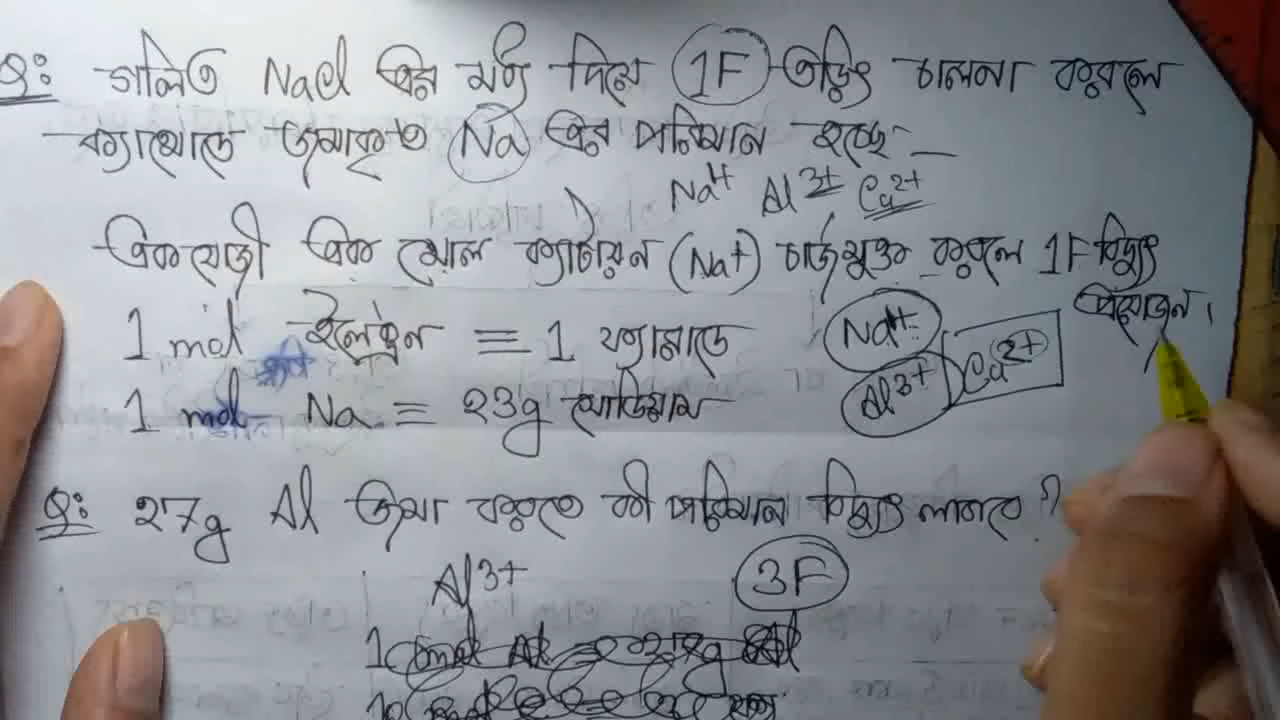 Q: গলিত NaCl এর মধ্য দিয়ে 1F তড়িৎ চালনা করলে
ক্যাথোডে জমাকৃত Na এর পরিমান হচ্ছে—
Na+ Al3+ Ca2+
একযোজী এক মোল ক্যাটায়ন (Na+) চার্জমুক্ত করলে 1F বিদ্যুৎ
প্রয়োজন।
1 mol ইলেক্ট্রন = 1 ফ্যারাডে Na+
1 mol Na = 23g সোডিয়াম Al3+ Ca2+
Q: 27g Al জমা করতে কী পরিমান বিদ্যুৎ লাগবে?
Al3+ 3F